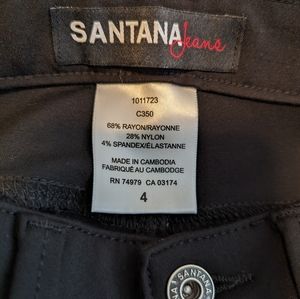 SANTANA Jeans
1011723
C350
68% RAYON/RAYONNE
28% NYLON
4% SPANDEX/ÉLASTANNE
MADE IN CAMBODIA
FABRIQUÉ AU CAMBODGE
RN 74979 CA 03174
4
SANTANA